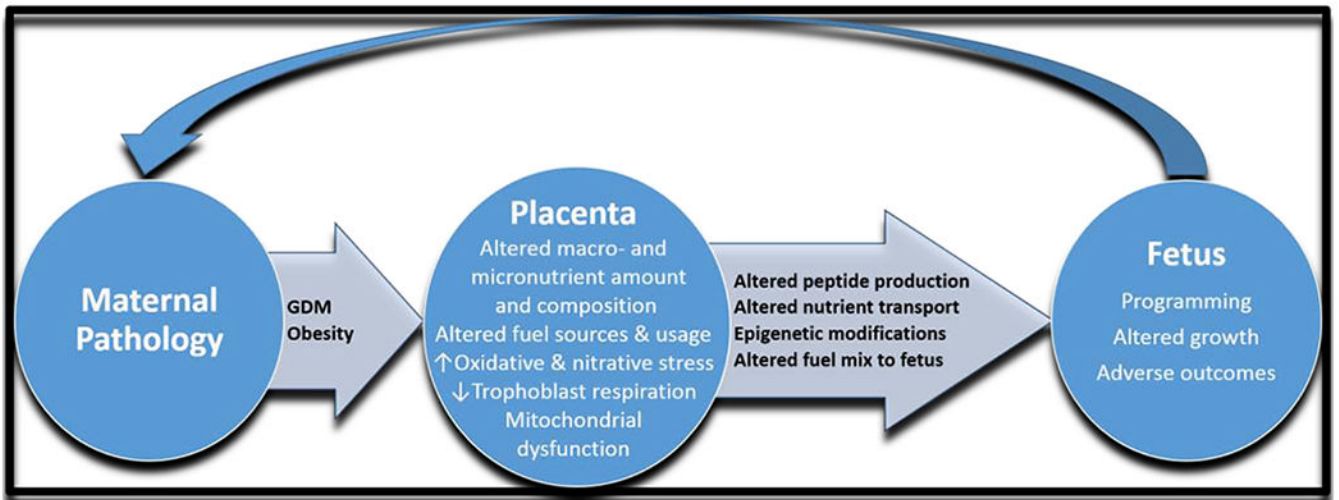 Maternal
Pathology
GDM
Obesity
Placenta
Altered macro- and
micronutrient amount
and composition
Altered fuel sources & usage
↑Oxidative & nitrative stress
↓Trophoblast respiration
Mitochondrial
dysfunction
Altered peptide production
Altered nutrient transport
Epigenetic modifications
Altered fuel mix to fetus
Fetus
Programming
Altered growth
Adverse outcomes